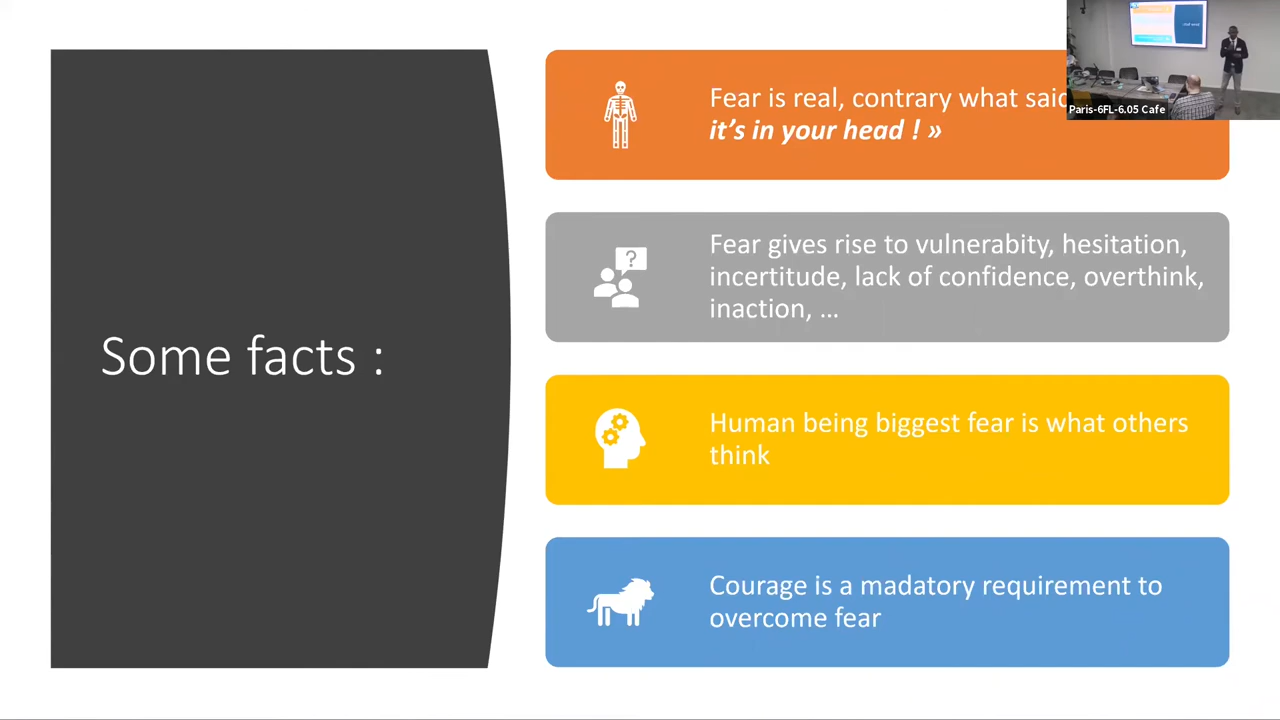 Some facts :
Fear is real, contrary what said
it's in your head ! »
Fear gives rise to vulnerabity, hesitation,
incertitude, lack of confidence, overthink,
inaction, ...
Human being biggest fear is what others
think
Courage is a madatory requirement to
overcome fear
Paris-6FL-6.05 Cafe
?